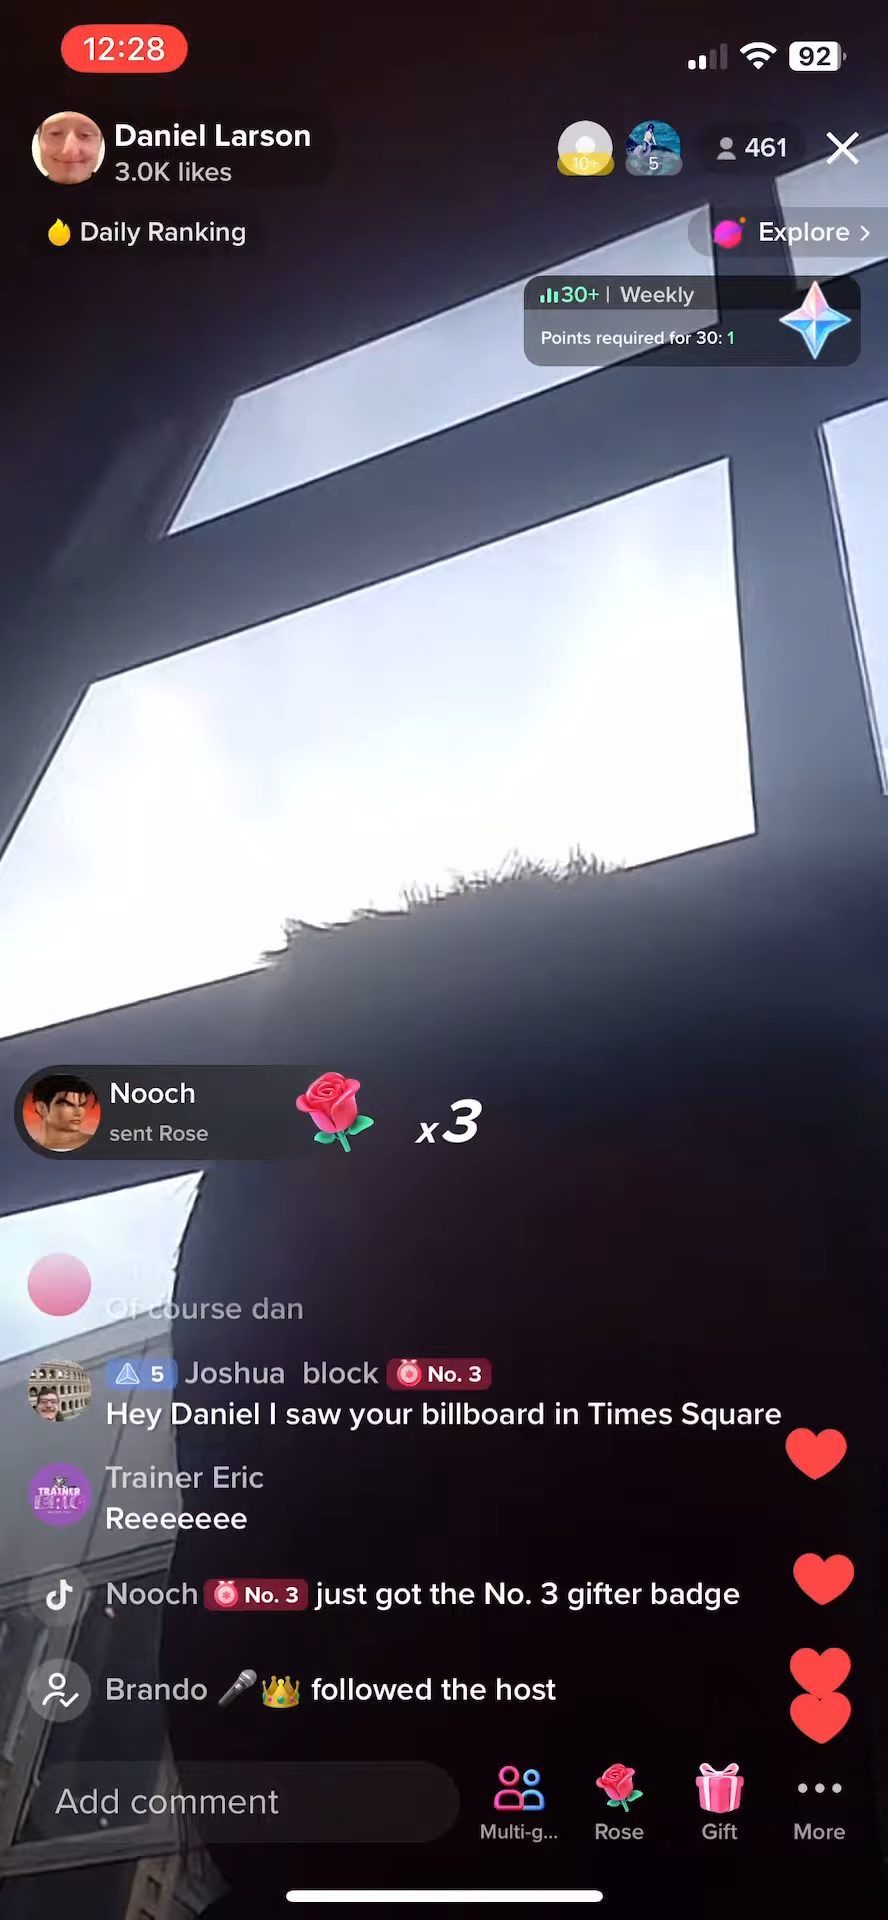 12:28
92
Daniel Larson
3.0K likes
10+
5
461
Daily Ranking
Explore >
30+ | Weekly
Points required for 30: 1
Nooch
sent Rose
x3
Of course dan
5 Joshua block No. 3
Hey Daniel I saw your billboard in Times Square
TRAINER
ERIC
Trainer Eric
Reeeeeee
Nooch No. 3 just got the No. 3 gifter badge
Brando 🎤👑 followed the host
Add comment
Multi-g...
Rose
Gift
More